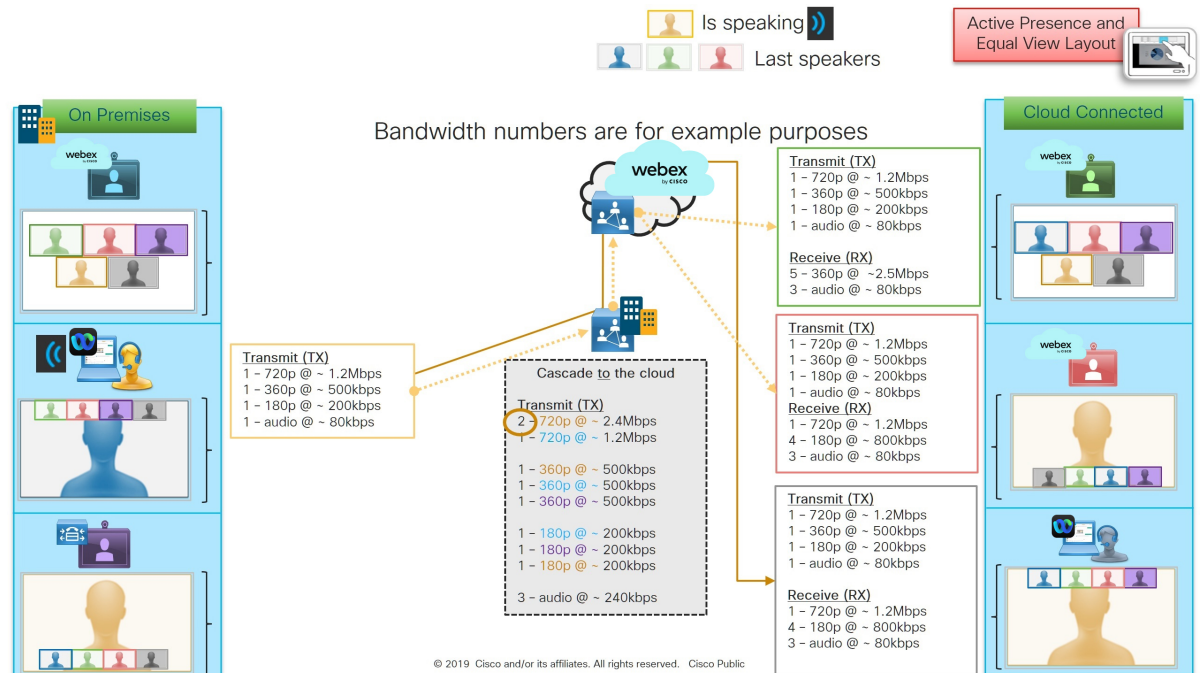 Is speaking
Last speakers
Active Presence and
Equal View Layout
On Premises
webex
by CISCO
Bandwidth numbers are for example purposes
webex
by CISCO
Cloud Connected
webex
by CISCO
Transmit (TX)
1 – 720p @ ~ 1.2Mbps
1 – 360p @ ~ 500kbps
1 – 180p @ ~ 200kbps
1 – audio @ ~ 80kbps
Cascade to the cloud
Transmit (TX)
2 – 720p @ ~ 2.4Mbps
1 – 720p @ ~ 1.2Mbps
1 – 360p @ ~ 500kbps
1 – 360p @ ~ 500kbps
1 – 360p @ ~ 500kbps
1 – 180p @ ~ 200kbps
1 – 180p @ ~ 200kbps
1 – 180p @ ~ 200kbps
3 – audio @ ~ 240kbps
Transmit (TX)
1 – 720p @ ~ 1.2Mbps
1 – 360p @ ~ 500kbps
1 – 180p @ ~ 200kbps
1 – audio @ ~ 80kbps
Receive (RX)
5 – 360p @ ~2.5Mbps
3 – audio @ ~ 80kbps
Transmit (TX)
1 – 720p @ ~ 1.2Mbps
1 – 360p @ ~ 500kbps
1 – 180p @ ~ 200kbps
1 – audio @ ~ 80kbps
Receive (RX)
1 – 720p @ ~ 1.2Mbps
4 – 180p @ ~ 800kbps
3 – audio @ ~ 80kbps
webex
by CISCO
Transmit (TX)
1 – 720p @ ~ 1.2Mbps
1 – 360p @ ~ 500kbps
1 – 180p @ ~ 200kbps
1 – audio @ ~ 80kbps
Receive (RX)
1 – 720p @ ~ 1.2Mbps
4 – 180p @ ~ 800kbps
3 – audio @ ~ 80kbps
© 2019 Cisco and/or its affiliates. All rights reserved. Cisco Public